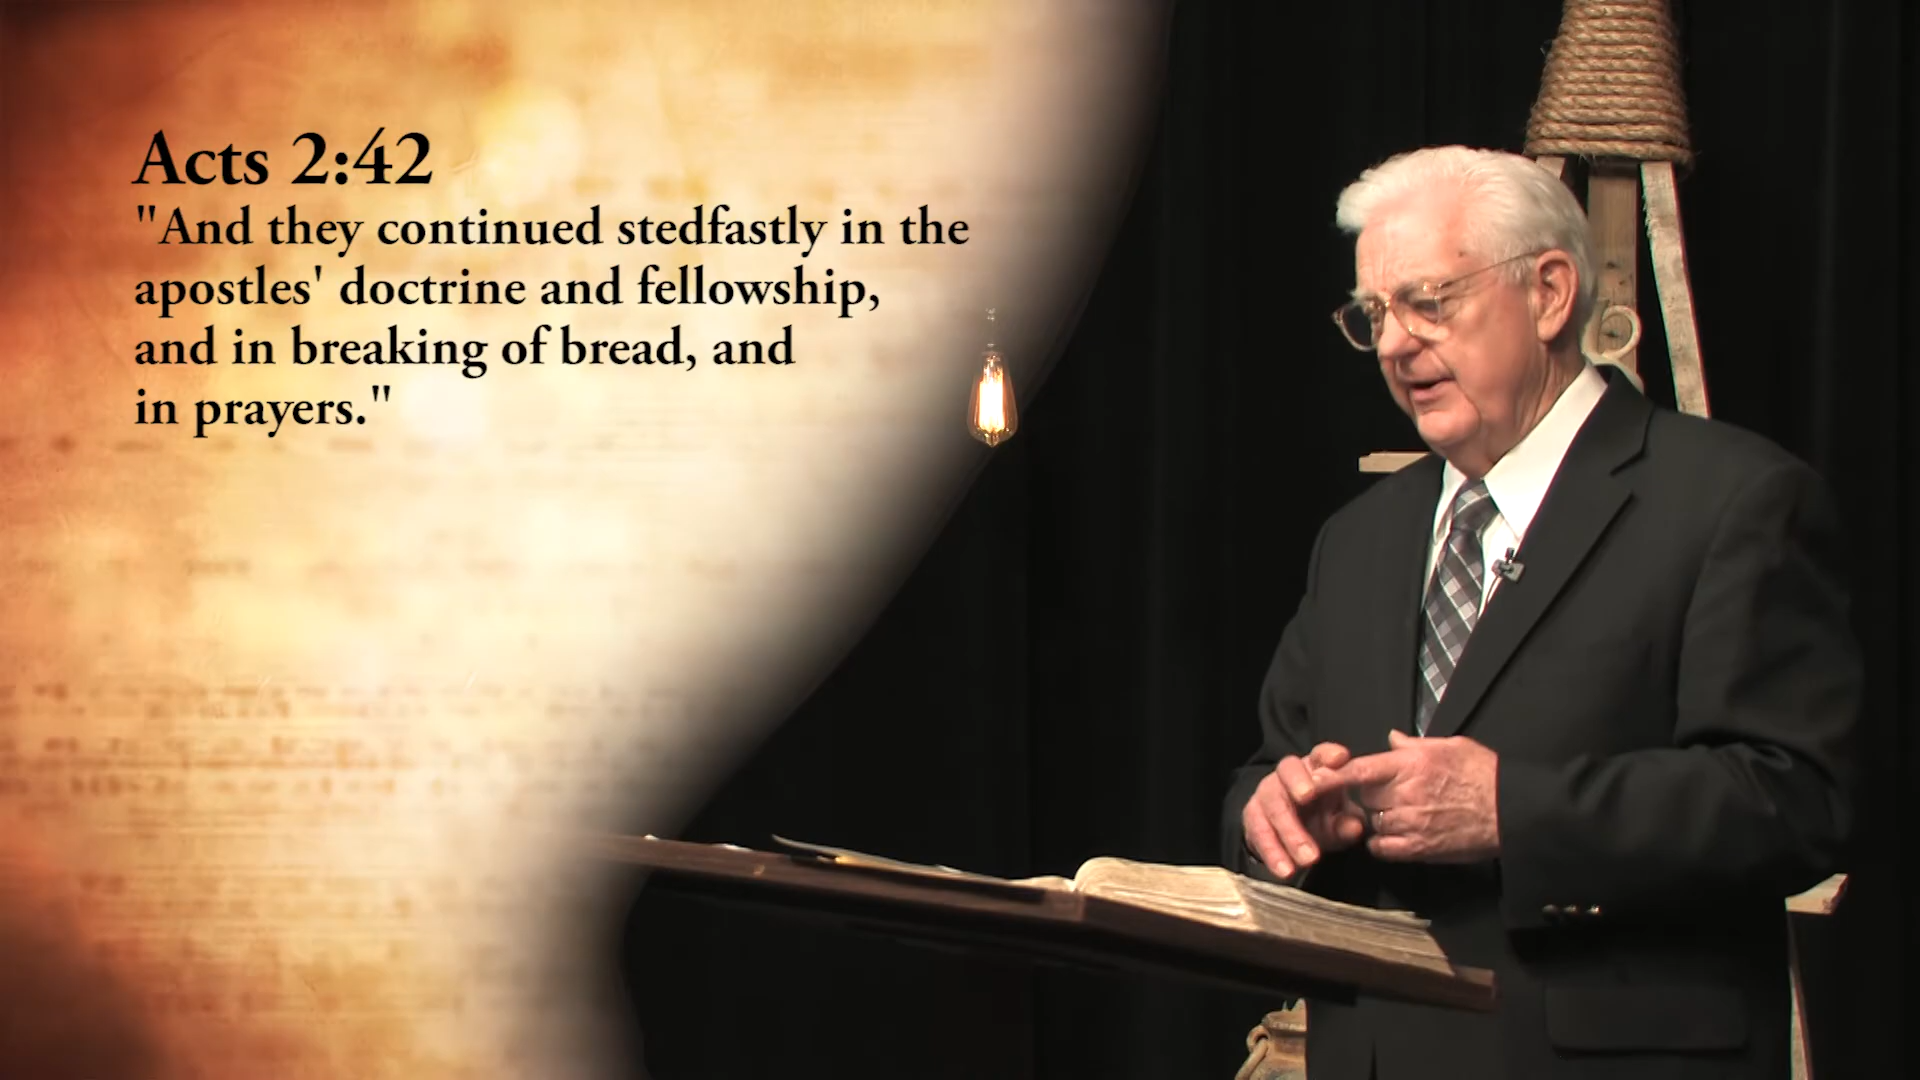 Acts 2:42
"And they continued stedfastly in the
apostles' doctrine and fellowship,
and in breaking of bread, and
in prayers."